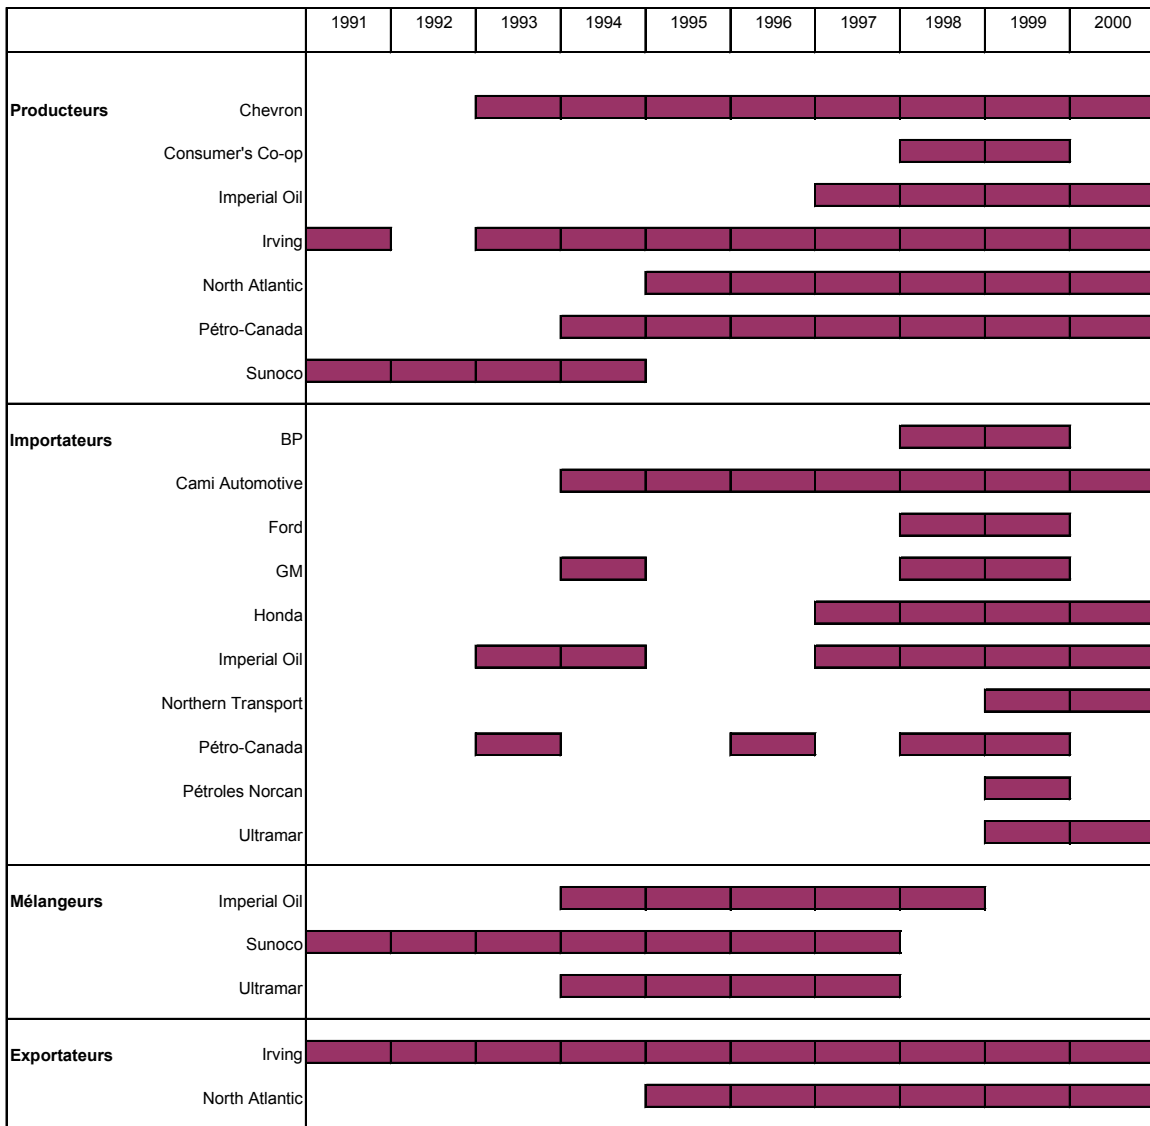 1991 1992 1993 1994 1995 1996 1997 1998 1999 2000
Producteurs Chevron
Consumer's Co-op
Imperial Oil
Irving
North Atlantic
Pétro-Canada
Sunoco
Importateurs BP
Cami Automotive
Ford
GM
Honda
Imperial Oil
Northern Transport
Pétro-Canada
Pétroles Norcan
Ultramar
Mélangeurs Imperial Oil
Sunoco
Ultramar
Exportateurs Irving
North Atlantic